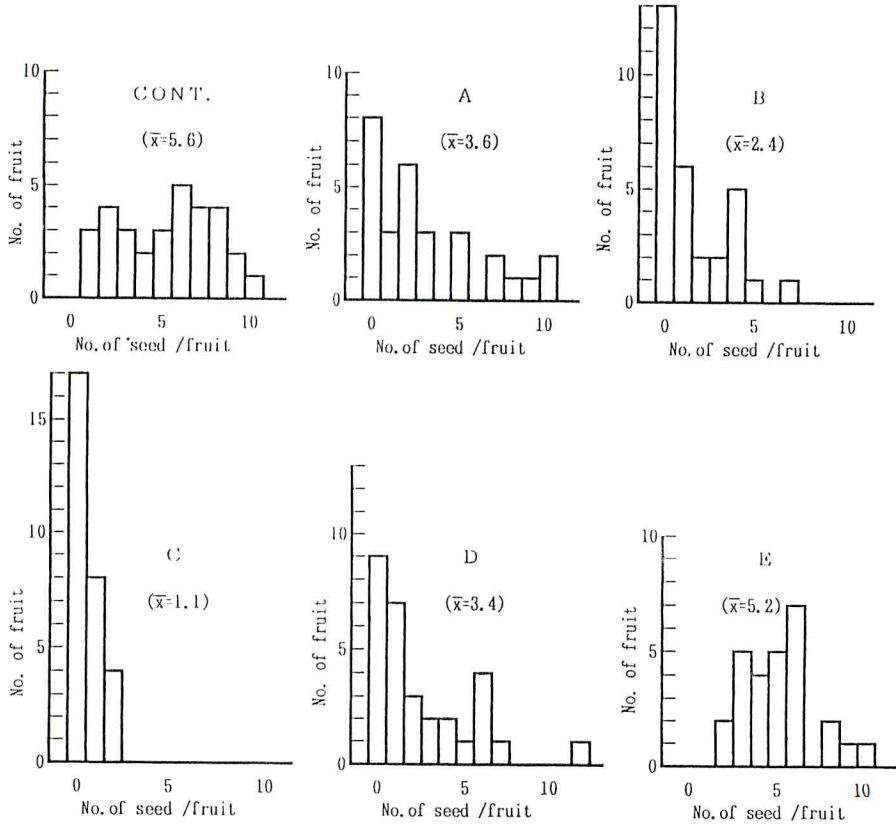 CONT.
(x̄=5.6)
No. of fruit
10
5
0
0 5 10
No. of seed /fruit
A
(x̄=3.6)
No. of fruit
10
5
0
0 5 10
No. of seed /fruit
B
(x̄=2.4)
No. of fruit
10
5
0
0 5 10
No. of seed /fruit
C
(x̄=1.1)
No. of fruit
15
10
5
0
0 5 10
No. of seed /fruit
D
(x̄=3.4)
No. of fruit
10
5
0
0 5 10
No. of seed /fruit
E
(x̄=5.2)
No. of fruit
10
5
0
0 5 10
No. of seed /fruit